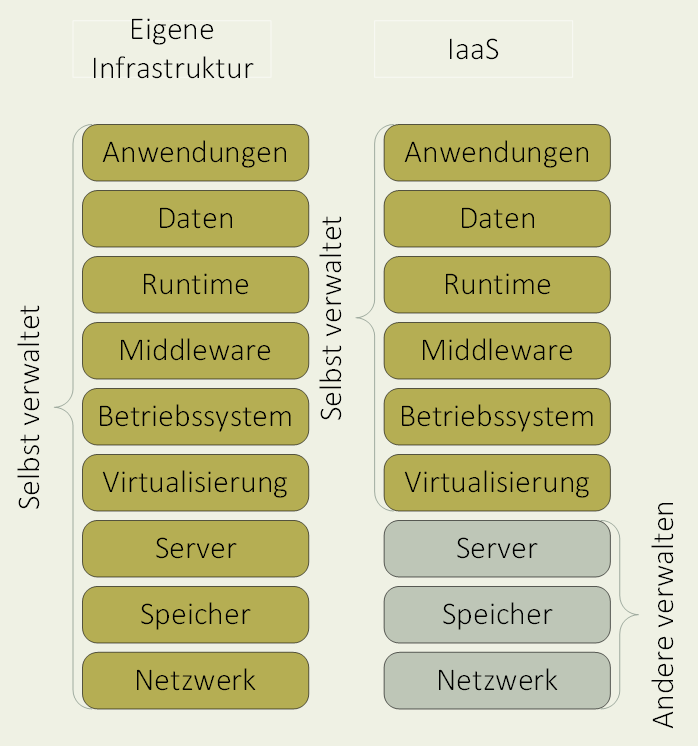 Eigene
Infrastruktur
Selbst verwaltet
Anwendungen
Daten
Runtime
Middleware
Betriebssystem
Virtualisierung
Server
Speicher
Netzwerk
IaaS
Selbst verwaltet
Anwendungen
Daten
Runtime
Middleware
Betriebssystem
Virtualisierung
Server
Speicher
Netzwerk
Andere verwalten